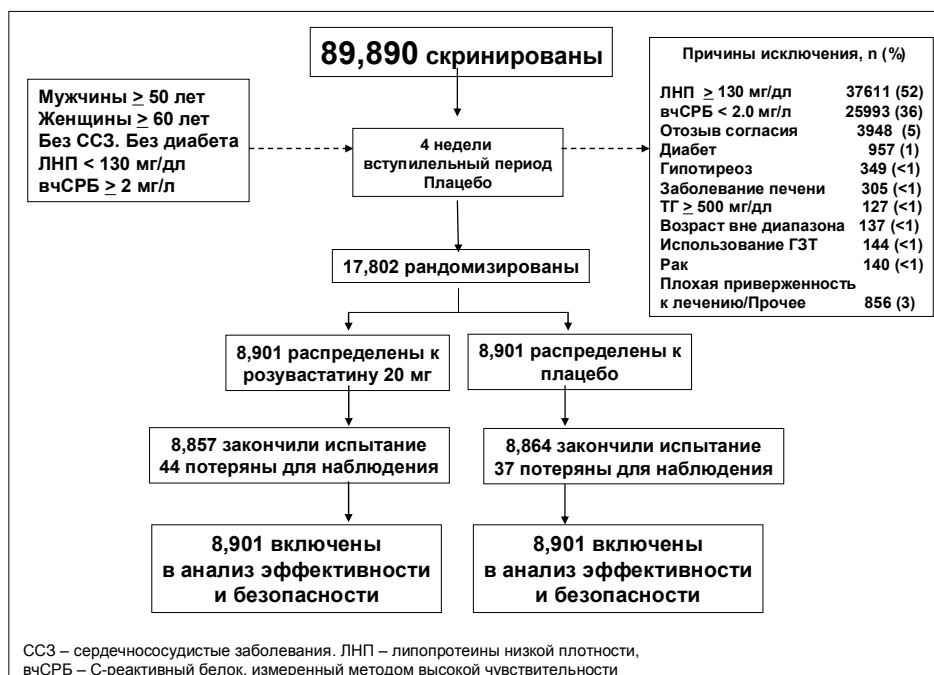 89,890 скринированы
Мужчины ≥ 50 лет
Женщины ≥ 60 лет
Без ССЗ. Без диабета
ЛНП < 130 мг/дл
вчСРБ ≥ 2 мг/л
4 недели
вступилельный период
Плацебо
Причины исключения, n (%)
ЛНП ≥ 130 мг/дл 37611 (52)
вчСРБ < 2.0 мг/л 25993 (36)
Отозыв согласия 3948 (5)
Диабет 957 (1)
Гипотиреоз 349 (<1)
Заболевание печени 305 (<1)
ТГ ≥ 500 мг/дл 127 (<1)
Возраст вне диапазона 137 (<1)
Использование ГЗТ 144 (<1)
Рак 140 (<1)
Плохая приверженность
к лечению/Прочее 856 (3)
17,802 рандомизированы
8,901 распределены к
розувастатину 20 мг
8,901 распределены к
плацебо
8,857 закончили испытание
44 потеряны для наблюдения
8,864 закончили испытание
37 потеряны для наблюдения
8,901 включены
в анализ эффективности
и безопасности
8,901 включены
в анализ эффективности
и безопасности
ССЗ – сердечнососудистые заболевания. ЛНП – липопротеины низкой плотности,
вчСРБ – С-реактивный белок, измеренный методом высокой чувствительности